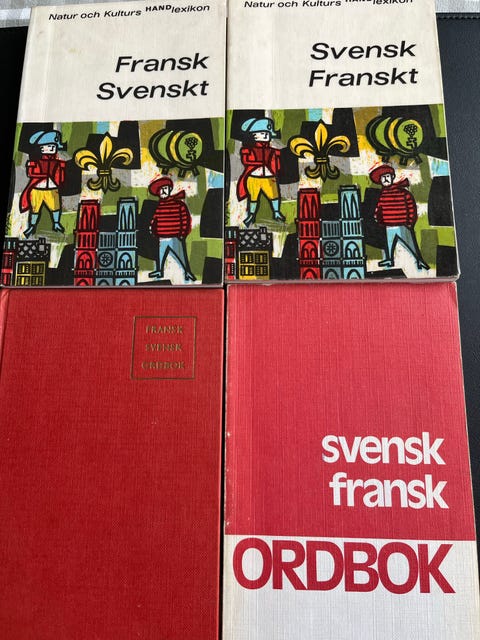 Natur och Kulturs HANDlexikon
Fransk
Svenskt
Natur och Kulturs HANDlexikon
Svensk
Franskt
FRANSK
SVENSK
ORDBOK
svensk
fransk
ORDBOK